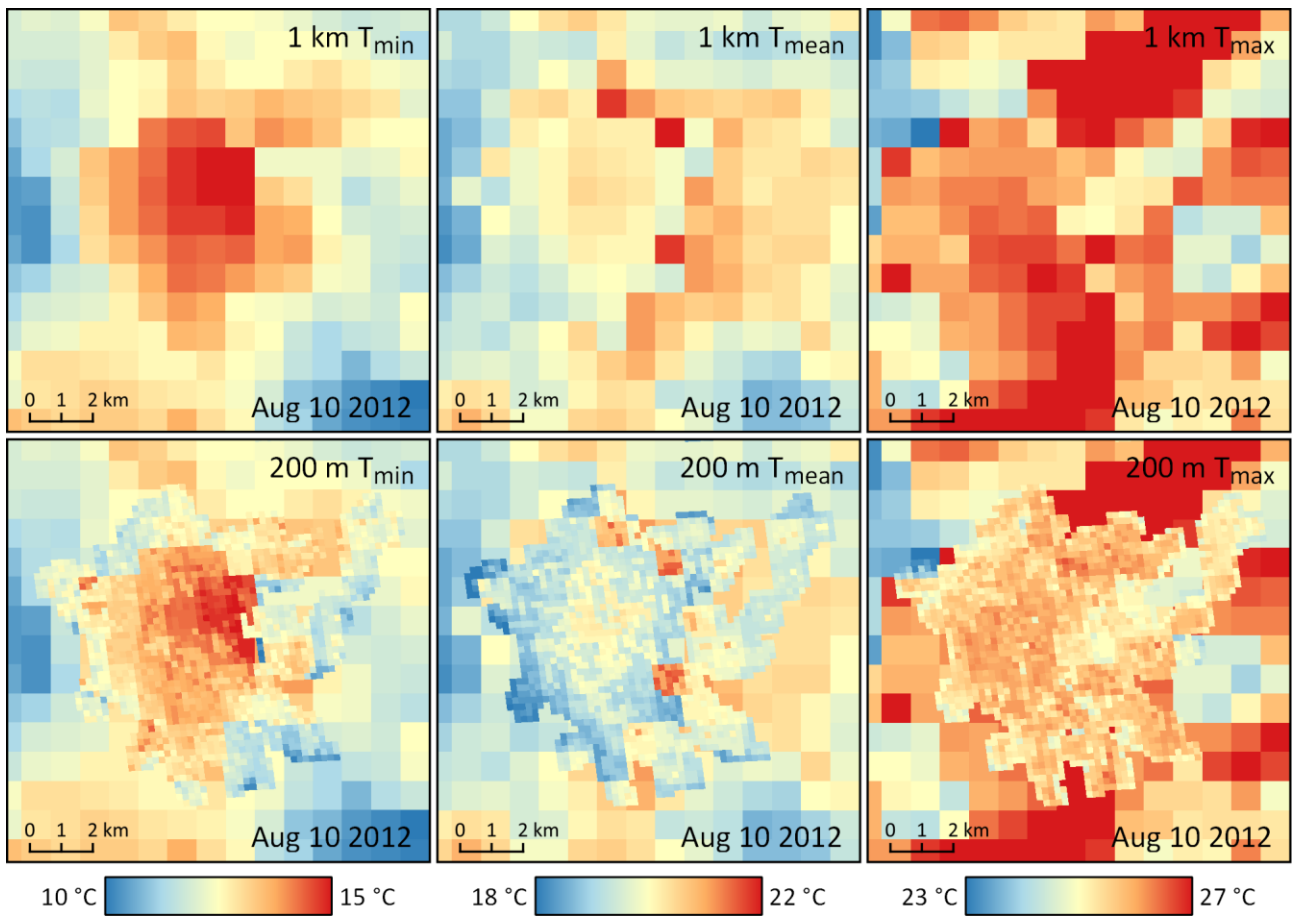 1 km Tmin
1 km Tmean
1 km Tmax
0 1 2 km
Aug 10 2012
0 1 2 km
Aug 10 2012
0 1 2 km
Aug 10 2012
200 m Tmin
200 m Tmean
200 m Tmax
0 1 2 km
Aug 10 2012
0 1 2 km
Aug 10 2012
0 1 2 km
Aug 10 2012
10 °C 15 °C
18 °C 22 °C
23 °C 27 °C